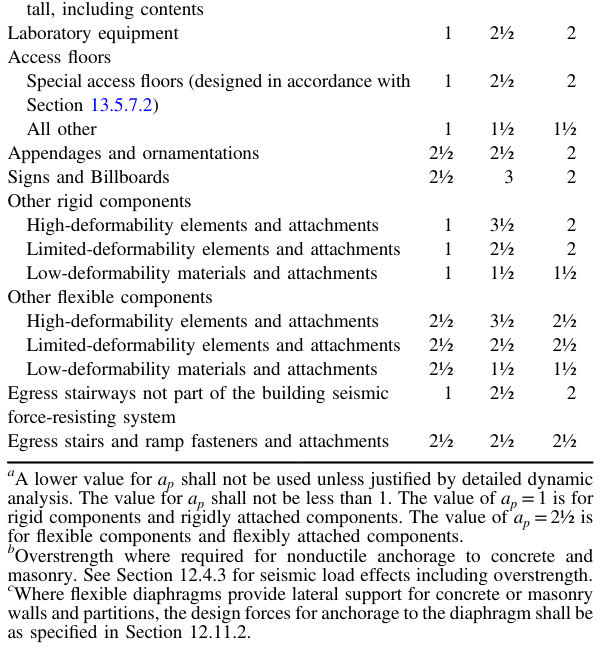 tall, including contents
Laboratory equipment 1 2½ 2
Access floors
Special access floors (designed in accordance with 1 2½ 2
Section 13.5.7.2)
All other 1 1½ 1½
Appendages and ornamentations 2½ 2½ 2
Signs and Billboards 2½ 3 2
Other rigid components
High-deformability elements and attachments 1 3½ 2
Limited-deformability elements and attachments 1 2½ 2
Low-deformability materials and attachments 1 1½ 1½
Other flexible components
High-deformability elements and attachments 2½ 3½ 2½
Limited-deformability elements and attachments 2½ 2½ 2½
Low-deformability materials and attachments 2½ 1½ 1½
Egress stairways not part of the building seismic 1 2½ 2
force-resisting system
Egress stairs and ramp fasteners and attachments 2½ 2½ 2½
aA lower value for ap shall not be used unless justified by detailed dynamic
analysis. The value for ap shall not be less than 1. The value of ap = 1 is for
rigid components and rigidly attached components. The value of ap = 2½ is
for flexible components and flexibly attached components.
bOverstrength where required for nonductile anchorage to concrete and
masonry. See Section 12.4.3 for seismic load effects including overstrength.
cWhere flexible diaphragms provide lateral support for concrete or masonry
walls and partitions, the design forces for anchorage to the diaphragm shall be
as specified in Section 12.11.2.